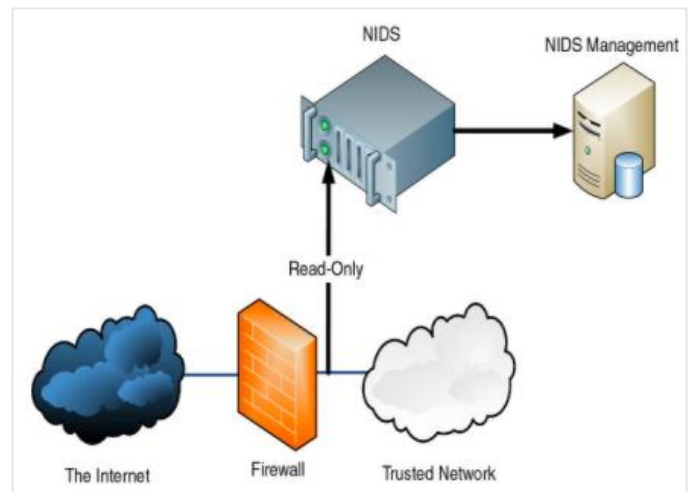 NIDS
NIDS Management
Read-Only
The Internet
Firewall
Trusted Network